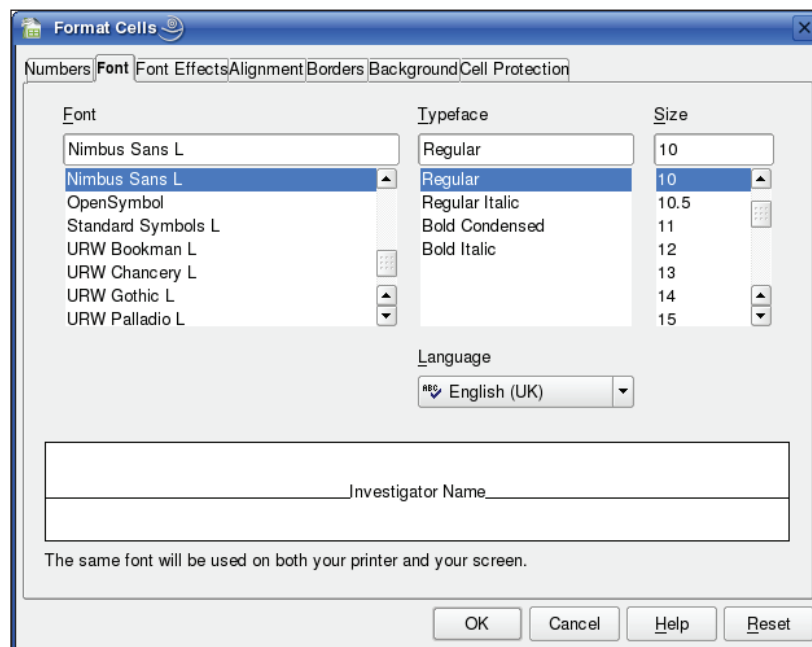 Format Cells
Numbers Font Font Effects Alignment Borders Background Cell Protection
Font Typeface Size
Nimbus Sans L Regular 10
Nimbus Sans L Regular 10
OpenSymbol Regular Italic 10.5
Standard Symbols L Bold Condensed 11
URW Bookman L Bold Italic 12
URW Chancery L 13
URW Gothic L 14
URW Palladio L 15
Language
ABC English (UK)
Investigator Name
The same font will be used on both your printer and your screen.
OK Cancel Help Reset